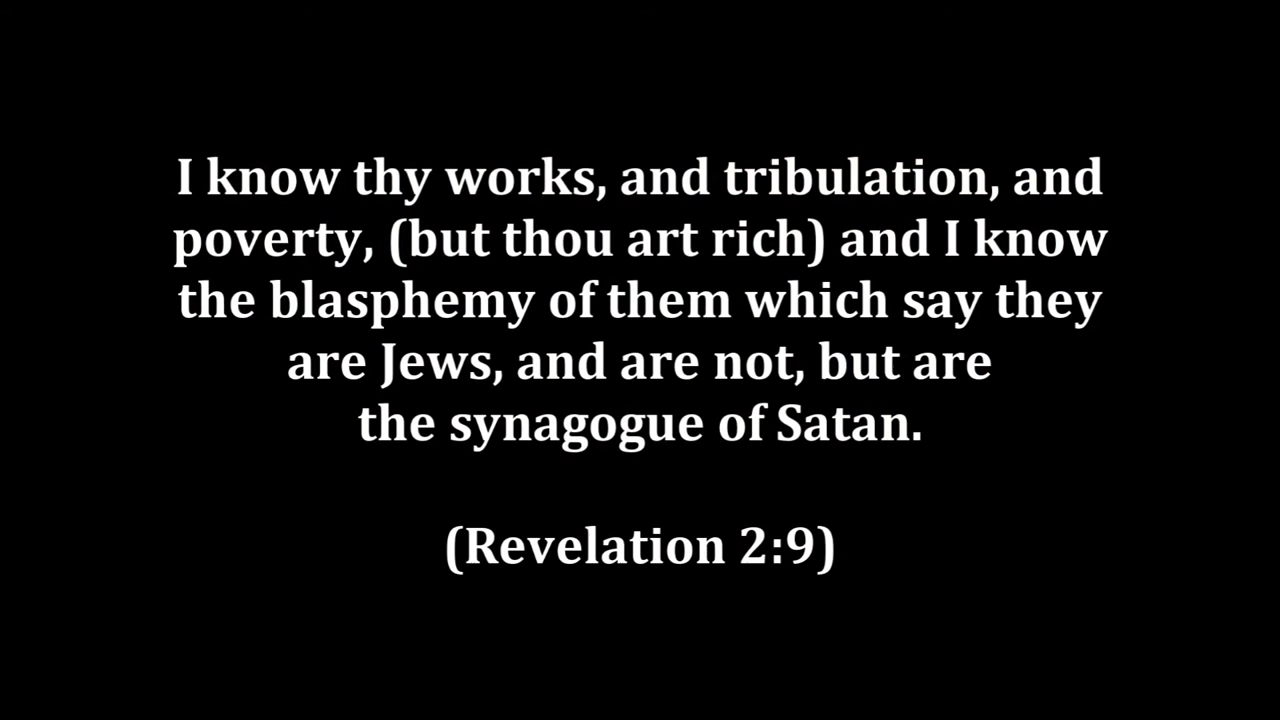 I know thy works, and tribulation, and
poverty, (but thou art rich) and I know
the blasphemy of them which say they
are Jews, and are not, but are
the synagogue of Satan.
(Revelation 2:9)